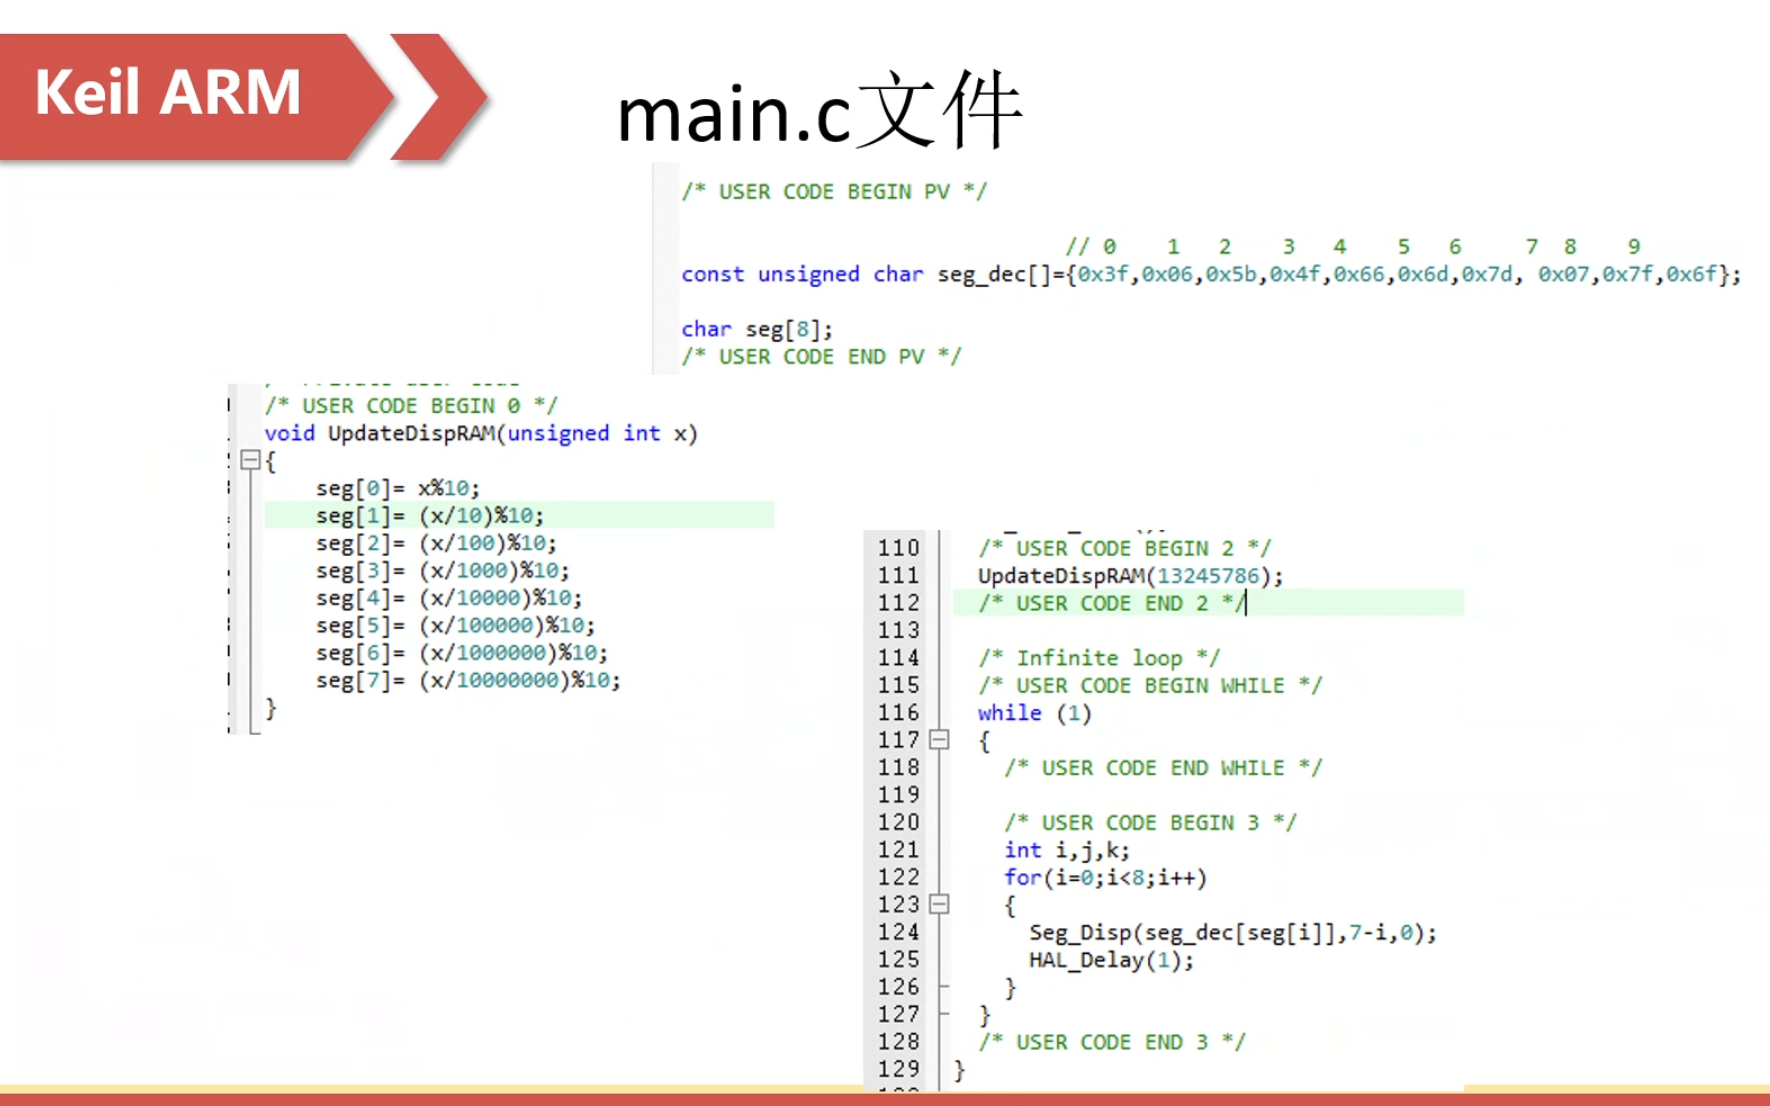 Keil ARM
main.c文件
/* USER CODE BEGIN PV */
// 0 1 2 3 4 5 6 7 8 9
const unsigned char seg_dec[]={0x3f,0x06,0x5b,0x4f,0x66,0x6d,0x7d, 0x07,0x7f,0x6f};
char seg[8];
/* USER CODE END PV */
/* USER CODE BEGIN 0 */
void UpdateDispRAM(unsigned int x)
{
seg[0]= x%10;
seg[1]= (x/10)%10;
seg[2]= (x/100)%10;
seg[3]= (x/1000)%10;
seg[4]= (x/10000)%10;
seg[5]= (x/100000)%10;
seg[6]= (x/1000000)%10;
seg[7]= (x/10000000)%10;
}
110 /* USER CODE BEGIN 2 */
111 UpdateDispRAM(13245786);
112 /* USER CODE END 2 */
113
114 /* Infinite loop */
115 /* USER CODE BEGIN WHILE */
116 while (1)
117 {
118 /* USER CODE END WHILE */
119
120 /* USER CODE BEGIN 3 */
121 int i,j,k;
122 for(i=0;i<8;i++)
123 {
124 Seg_Disp(seg_dec[seg[i]],7-i,0);
125 HAL_Delay(1);
126 }
127 }
128 /* USER CODE END 3 */
129 }